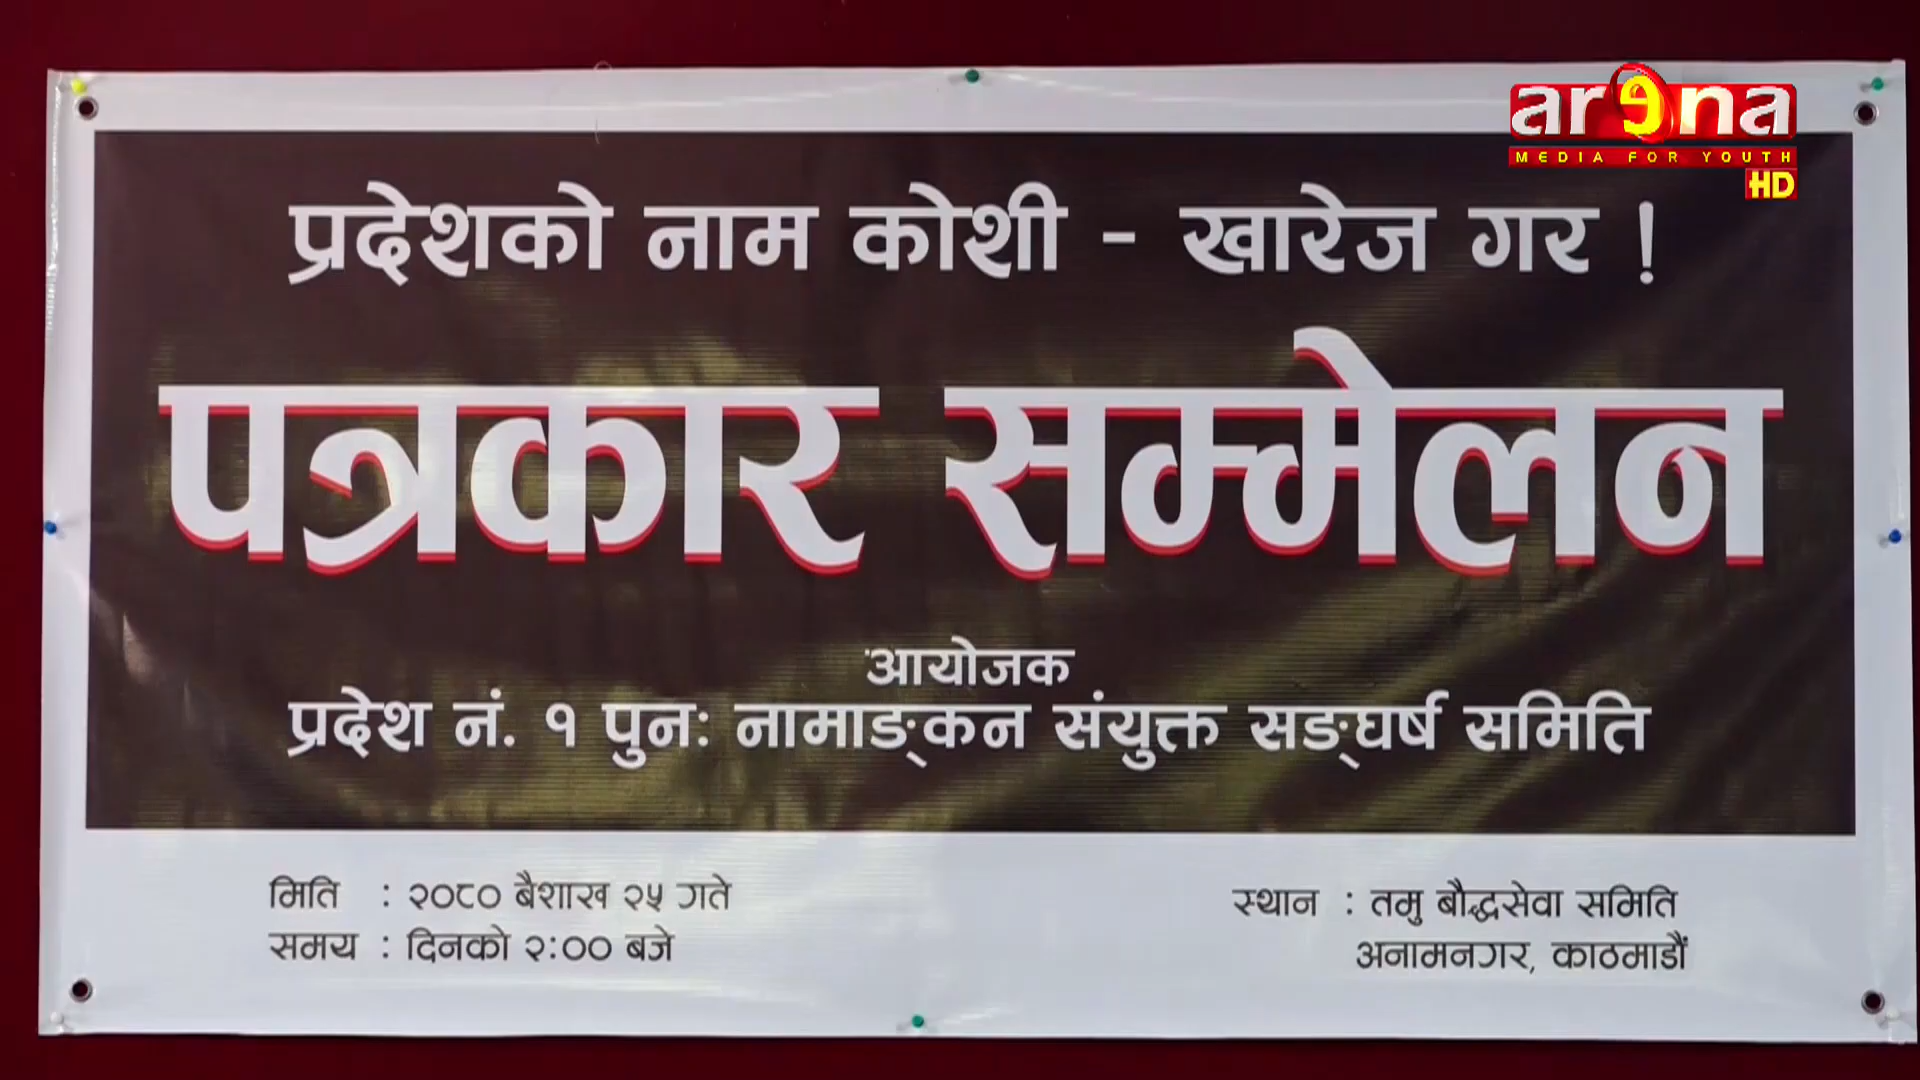 arena
MEDIA FOR YOUTH
HD
प्रदेशको नाम कोशी - खारेज गर !
पत्रकार सम्मेलन
आयोजक
प्रदेश नं. १ पुनः नामाङ्कन संयुक्त सङ्घर्ष समिति
मिति : २०८० बैशाख २५ गते
समय : दिनको २:०० बजे
स्थान : तमु बौद्धसेवा समिति
अनामनगर, काठमाडौं